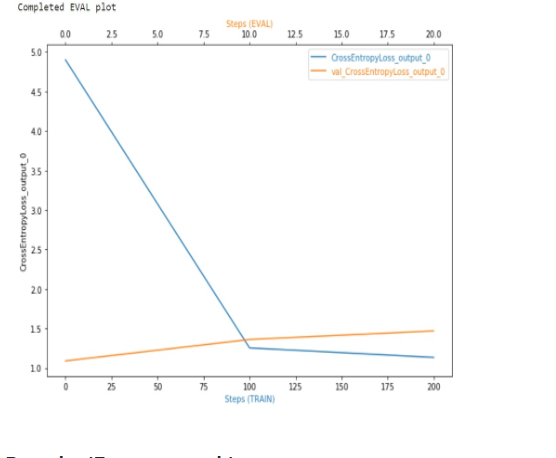 Completed EVAL plot
Steps (EVAL)
0.0 2.5 5.0 7.5 10.0 12.5 15.0 17.5 20.0
CrossEntropyLoss_output_0
val_CrossEntropyLoss_output_0
5.0
4.5
4.0
3.5
3.0
2.5
2.0
1.5
1.0
CrossEntropyLoss_output_0
0 25 50 75 100 125 150 175 200
Steps (TRAIN)